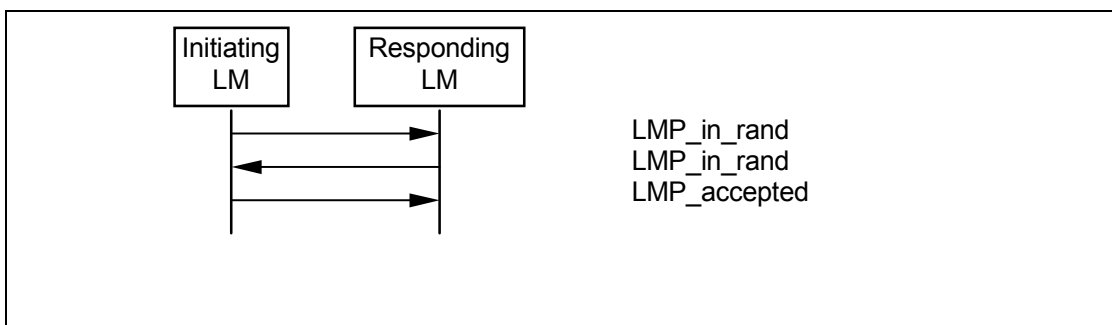 Initiating
LM
Responding
LM
LMP_in_rand
LMP_in_rand
LMP_accepted